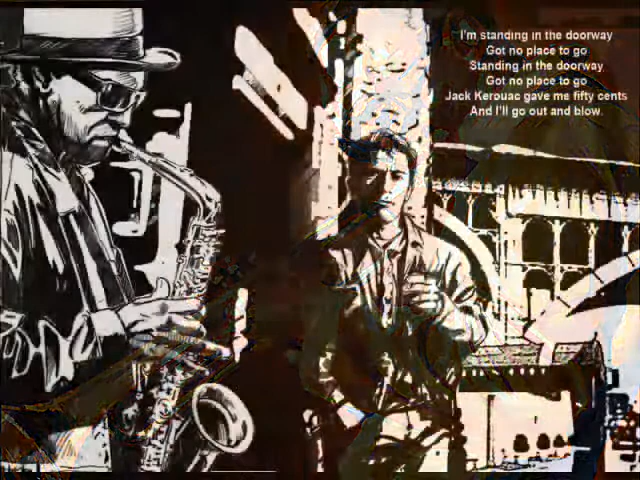 I'm standing in the doorway
Got no place to go
Standing in the doorway
Got no place to go
Jack Kerouac gave me fifty cents
And I'll go out and blow.